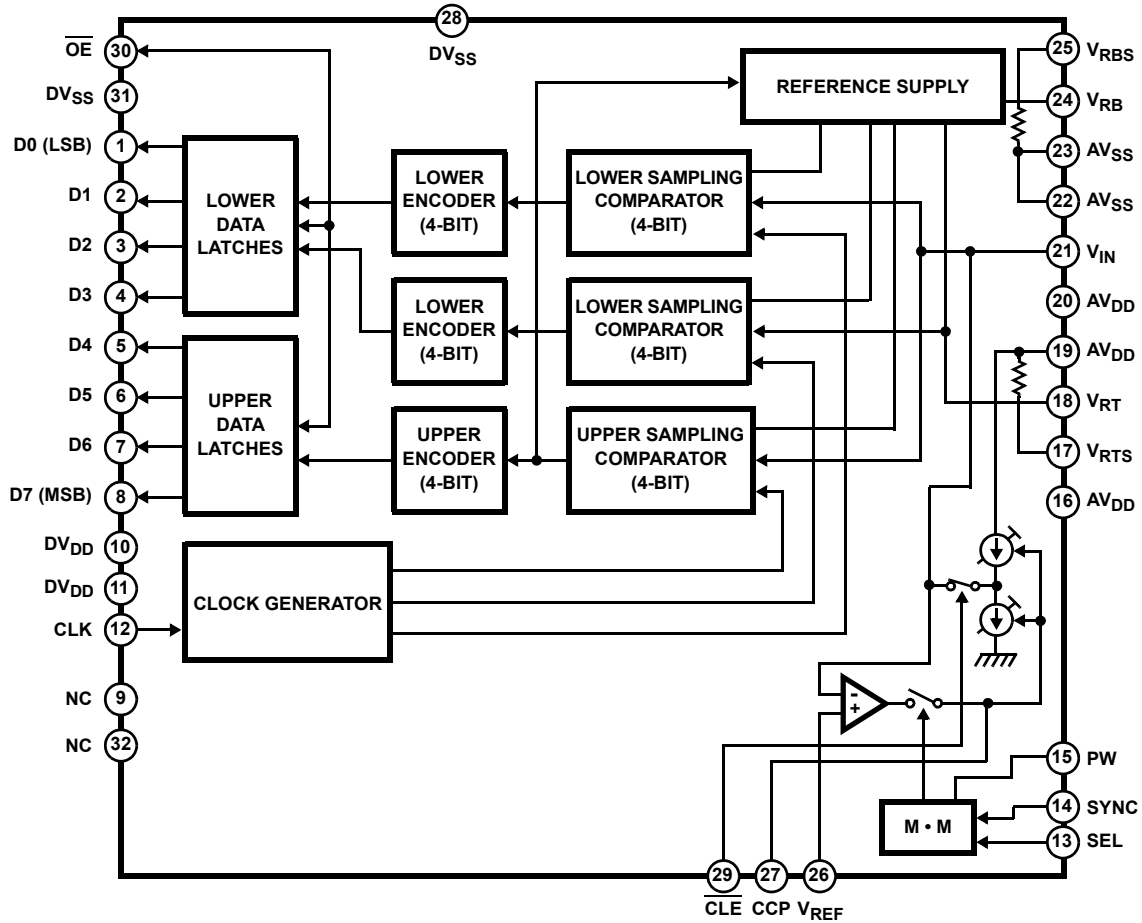 28
DVSS
30
OE
31
DVSS
1
D0 (LSB)
2
D1
3
D2
4
D3
5
D4
6
D5
7
D6
8
D7 (MSB)
10
DVDD
11
DVDD
12
CLK
9
NC
32
NC
LOWER
DATA
LATCHES
UPPER
DATA
LATCHES
CLOCK GENERATOR
LOWER
ENCODER
(4-BIT)
LOWER
ENCODER
(4-BIT)
UPPER
ENCODER
(4-BIT)
REFERENCE SUPPLY
LOWER SAMPLING
COMPARATOR
(4-BIT)
LOWER SAMPLING
COMPARATOR
(4-BIT)
UPPER SAMPLING
COMPARATOR
(4-BIT)
25
VRBS
24
VRB
23
AVSS
22
AVSS
21
VIN
20
AVDD
19
AVDD
18
VRT
17
VRTS
16
AVDD
-
+
15
PW
14
SYNC
13
SEL
M • M
29
CLE
27
CCP
26
VREF